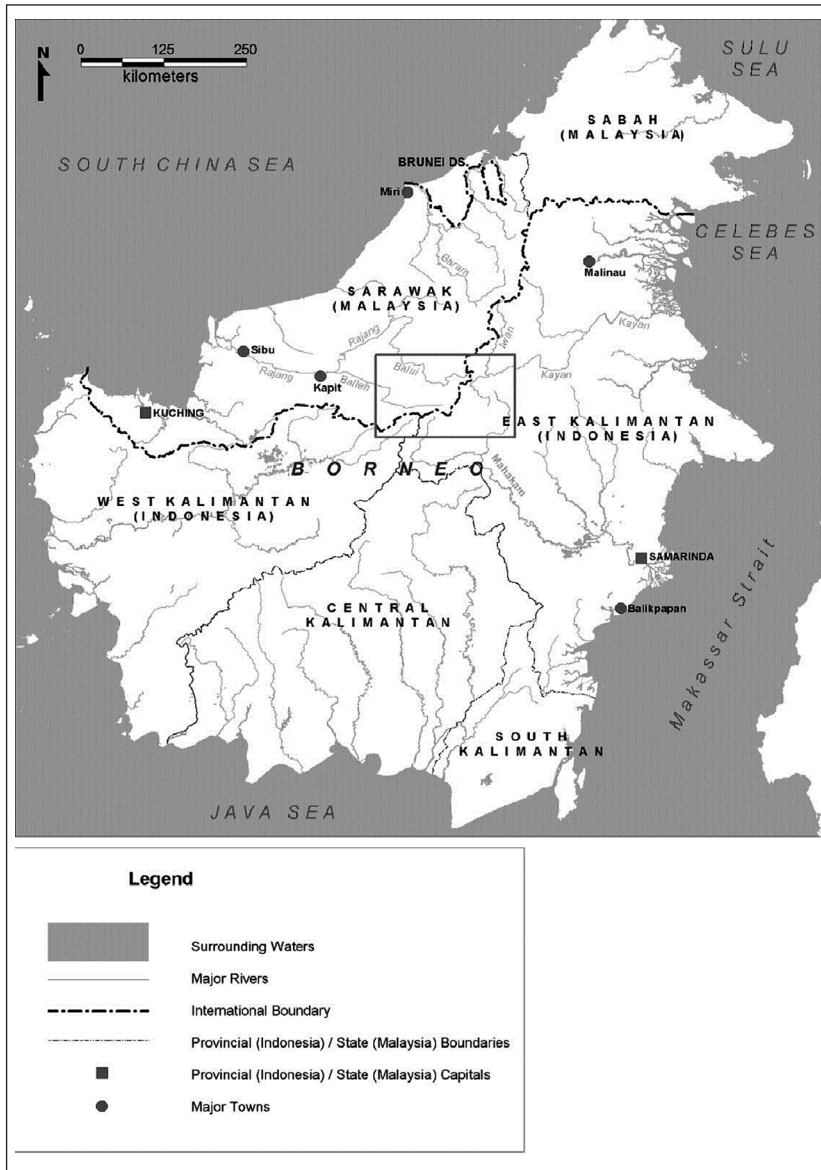 N
0 125 250
kilometers
SULU
SEA
SABAH
(MALAYSIA)
SOUTH CHINA SEA
BRUNEI DS.
Miri
CELEBES
SEA
Baram
Malinau
SARAWAK
(MALAYSIA)
Iwan
Kayan
Rajang
Sibu
Rajang
Kapit
Balleh
Balui
Kayan
KUCHING
EAST KALIMANTAN
(INDONESIA)
BORNEO
Mahakam
WEST KALIMANTAN
(INDONESIA)
SAMARINDA
Balikpapan
CENTRAL
KALIMANTAN
Makassar Strait
SOUTH
KALIMANTAN
JAVA SEA
Legend
Surrounding Waters
Major Rivers
International Boundary
Provincial (Indonesia) / State (Malaysia) Boundaries
Provincial (Indonesia) / State (Malaysia) Capitals
Major Towns